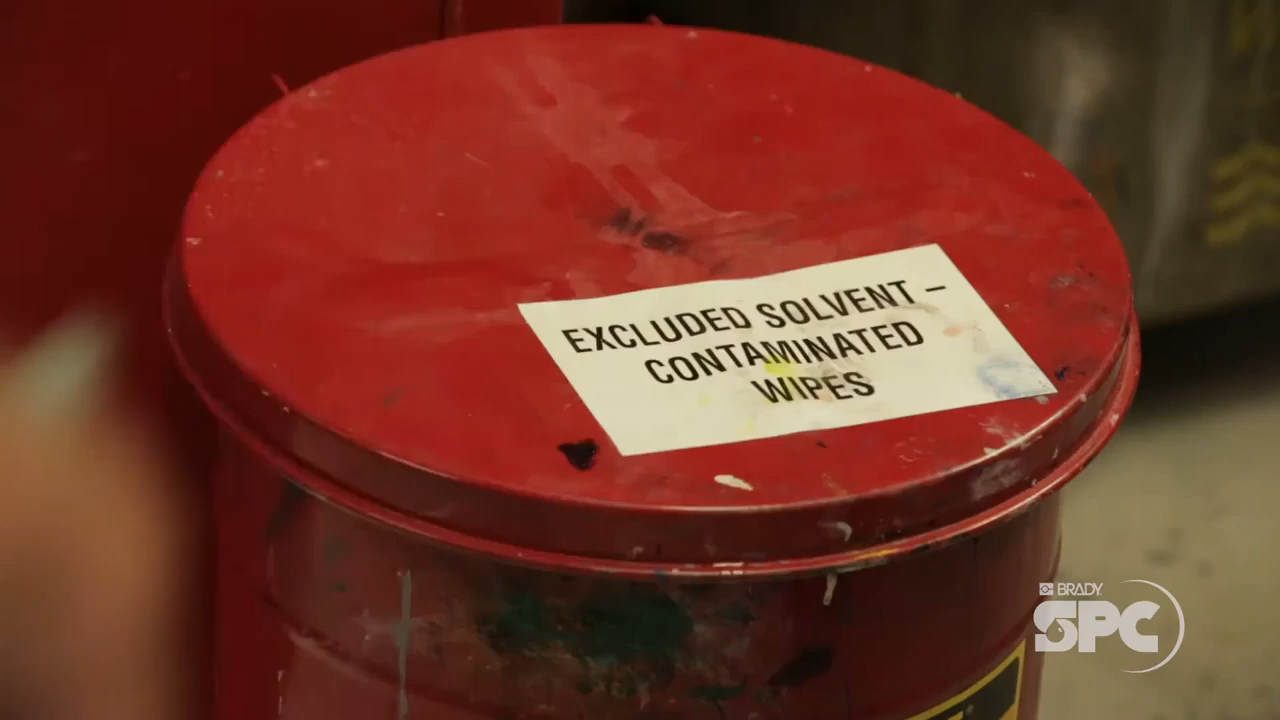 EXCLUDED SOLVENT –
CONTAMINATED
WIPES
BRADY
SPC